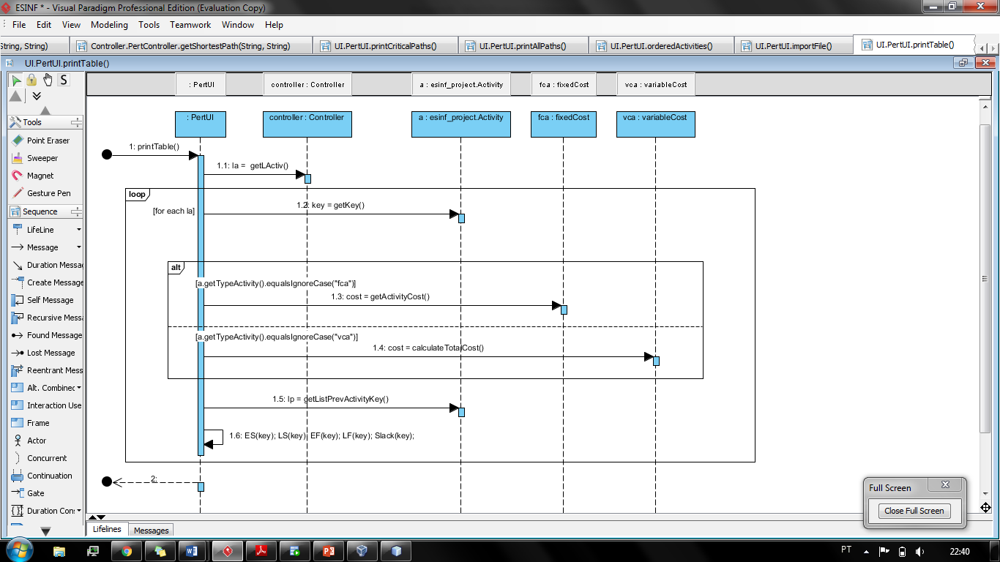 ESINF * - Visual Paradigm Professional Edition (Evaluation Copy)
File Edit View Modeling Tools Teamwork Window Help
String, String) Controller.PertController.getShortestPath(String, String) UI.PertUI.printCriticalPaths() UI.PertUI.printAllPaths() UI.PertUI.orderedActivities() UI.PertUI.importFile() UI.PertUI.printTable()
UI.PertUI.printTable()
S
: PertUI controller : Controller a : esinf_project.Activity fca : fixedCost vca : variableCost
Tools
Point Eraser
Sweeper
Magnet
Gesture Pen
Sequence
LifeLine
Message
Duration Messa
Create Message
Self Message
Recursive Messa
Found Message
Lost Message
Reentrant Mess
Alt. Combinec
Interaction Use
Frame
Actor
Concurrent
Continuation
Gate
Duration Cons
: PertUI controller : Controller a : esinf_project.Activity fca : fixedCost vca : variableCost
1: printTable()
1.1: la = getLActiv()
loop
[for each la]
1.2: key = getKey()
alt
[a.getTypeActivity().equalsIgnoreCase("fca")]
1.3: cost = getActivityCost()
[a.getTypeActivity().equalsIgnoreCase("vca")]
1.4: cost = calculateTotalCost()
1.5: lp = getListPrevActivityKey()
1.6: ES(key); LS(key); EF(key); LF(key); Slack(key);
2:
Full Screen
Close Full Screen
Lifelines Messages
PT 22:40